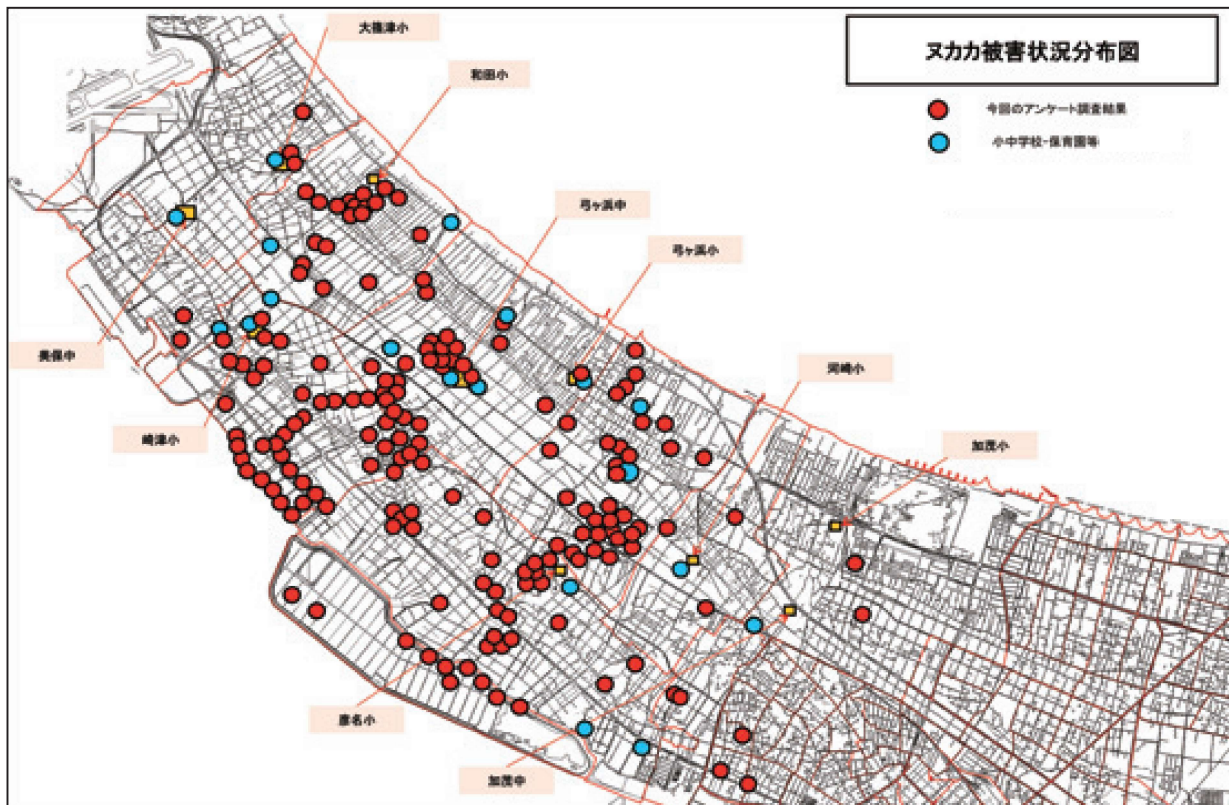 大篠津小
和田小
ヌカカ被害状況分布図
今回のアンケート調査結果
小中学校・保育園等
弓ヶ浜中
弓ヶ浜小
美保中
河崎小
崎津小
加茂小
彦名小
加茂中